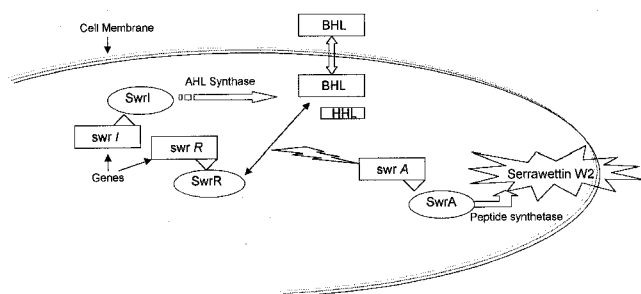 Cell Membrane
BHL
BHL
AHL Synthase
SwrI
HHL
swr I
swr R
swr A
Genes
SwrR
Serrawettin W2
SwrA
Peptide synthetase